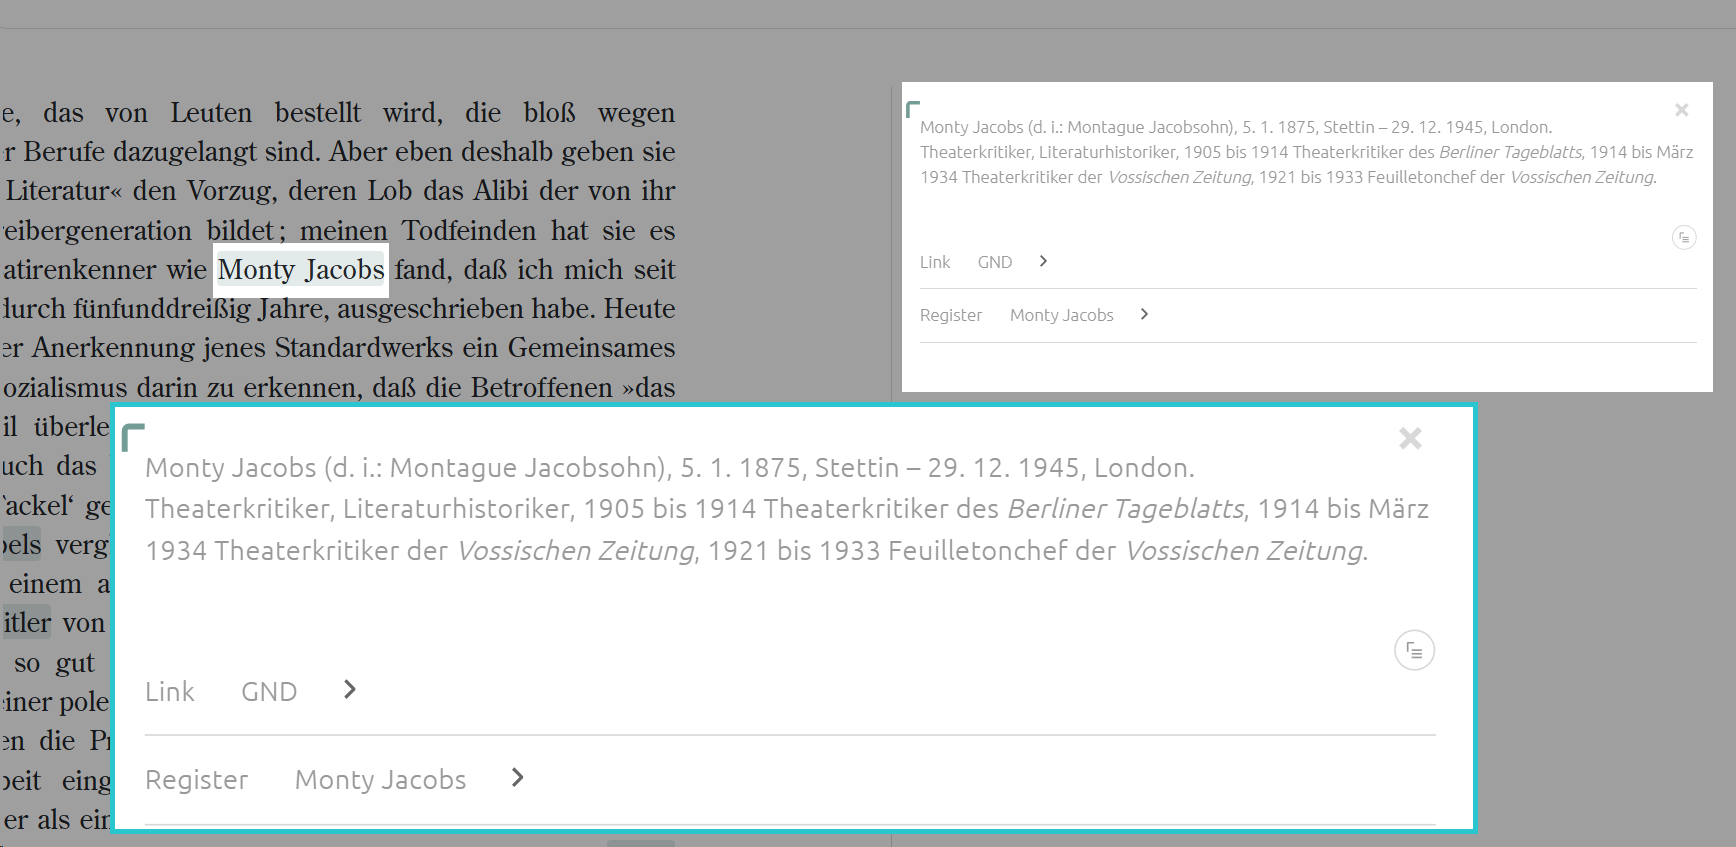 e, das von Leuten bestellt wird, die bloß wegen
r Berufe dazugelangt sind. Aber eben deshalb geben sie
Literatur« den Vorzug, deren Lob das Alibi der von ihr
reibergeneration bildet; meinen Todfeinden hat sie es
atirenkenner wie Monty Jacobs fand, daß ich mich seit
durch fünfunddreißig Jahre, ausgeschrieben habe. Heute
er Anerkennung jenes Standardwerks ein Gemeinsames
ozialismus darin zu erkennen, daß die Betroffenen »das
il überle
uch das
ackel‘ ge
bels verg
einem a
itler von
so gut
einer pole
en die Pr
beit eing
er als ein
Monty Jacobs (d. i.: Montague Jacobsohn), 5. 1. 1875, Stettin – 29. 12. 1945, London.
Theaterkritiker, Literaturhistoriker, 1905 bis 1914 Theaterkritiker des Berliner Tageblatts, 1914 bis März
1934 Theaterkritiker der Vossischen Zeitung, 1921 bis 1933 Feuilletonchef der Vossischen Zeitung.
Link GND
Register Monty Jacobs
Monty Jacobs (d. i.: Montague Jacobsohn), 5. 1. 1875, Stettin – 29. 12. 1945, London.
Theaterkritiker, Literaturhistoriker, 1905 bis 1914 Theaterkritiker des Berliner Tageblatts, 1914 bis März
1934 Theaterkritiker der Vossischen Zeitung, 1921 bis 1933 Feuilletonchef der Vossischen Zeitung.
Link GND
Register Monty Jacobs